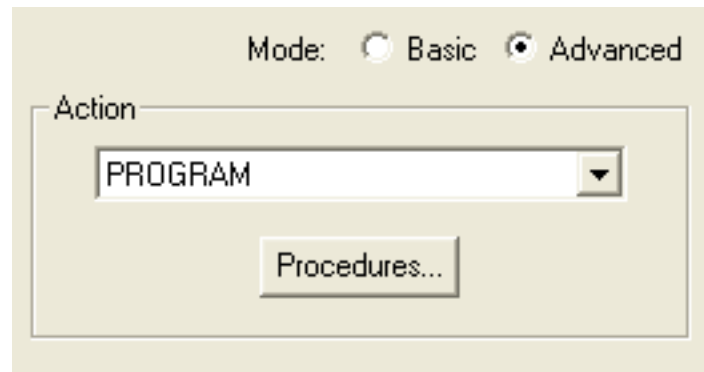 Mode: Basic Advanced
Action
PROGRAM
Procedures...